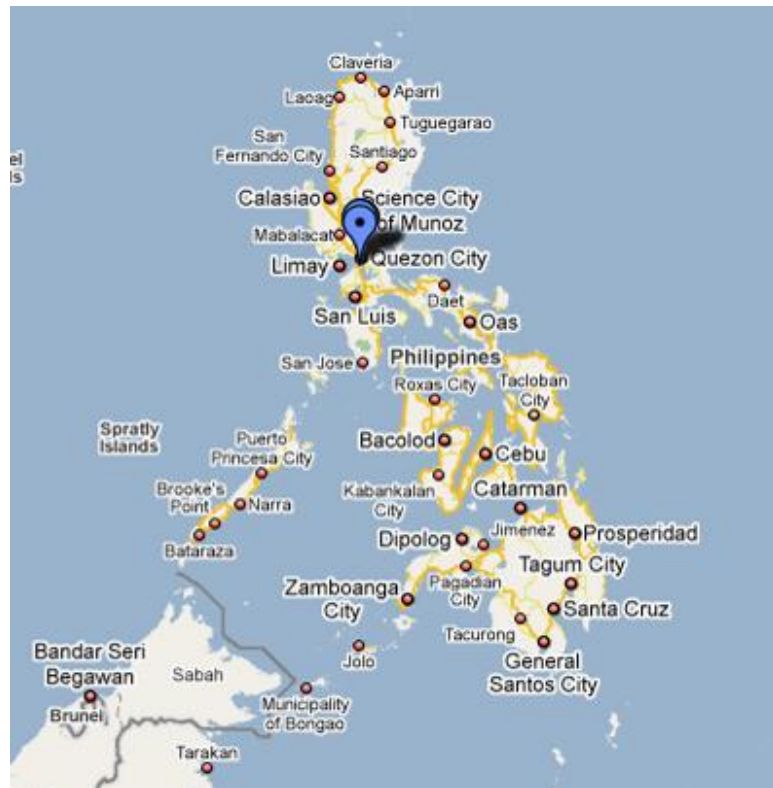 Claveria
Laoag
Aparri
Tuguegarao
San
Fernando City
Santiago
Calasiao
Science City
of Munoz
Mabalacat
Limay
Quezon City
Daet
San Luis
Oas
San Jose
Philippines
Roxas City
Tacloban
City
Spratly
Islands
Puerto
Princesa City
Bacolod
Cebu
Brooke's
Point
Narra
Kabankalan
City
Catarman
Bataraza
Dipolog
Jimenez
Prosperidad
Zamboanga
City
Pagadian
City
Tagum City
Santa Cruz
Tacurong
Bandar Seri
Begawan
Sabah
Jolo
General
Santos City
Brunei
Municipality
of Bongao
Tarakan